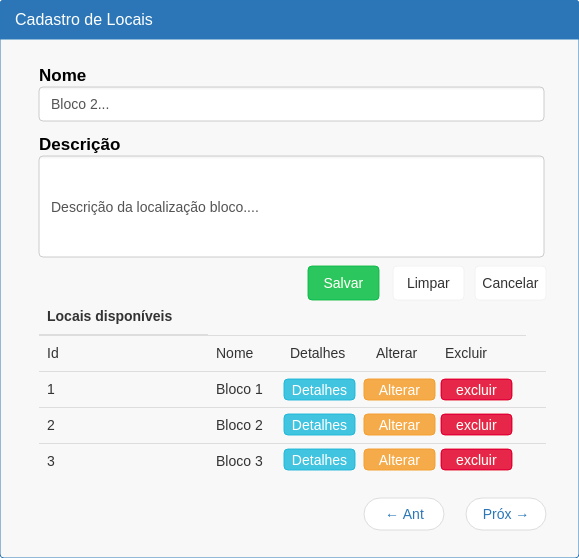 Cadastro de Locais
Nome
Bloco 2...
Descrição
Descrição da localização bloco....
Salvar Limpar Cancelar
Locais disponíveis
Id Nome Detalhes Alterar Excluir
1 Bloco 1 Detalhes Alterar excluir
2 Bloco 2 Detalhes Alterar excluir
3 Bloco 3 Detalhes Alterar excluir
← Ant Próx →